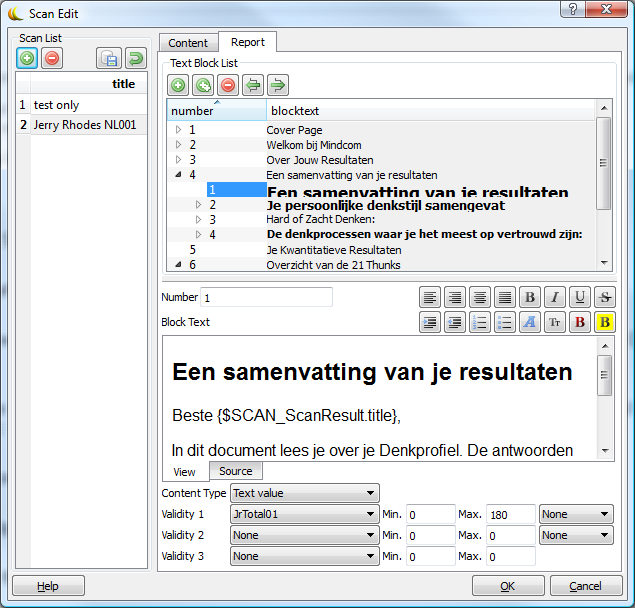 Scan Edit
Scan List
title
1 test only
2 Jerry Rhodes NL001
Content Report
Text Block List
number blocktext
1 Cover Page
2 Welkom bij Mindcom
3 Over Jouw Resultaten
4 Een samenvatting van je resultaten
1 Een samenvatting van je resultaten
2 Je persoonlijke denkstijl samengevat
3 Hard of Zacht Denken:
4 De denkprocessen waar je het meest op vertrouwd zijn:
5 Je Kwantitatieve Resultaten
6 Overzicht van de 21 Thunks
Number 1 B I U S
Block Text A Tt B B
Een samenvatting van je resultaten
Beste {$SCAN_ScanResult.title},
In dit document lees je over je Denkprofiel. De antwoorden
View Source
Content Type Text value
Validity 1 JrTotal01 Min. 0 Max. 180 None
Validity 2 None Min. 0 Max. 0 None
Validity 3 None Min. 0 Max. 0
Help OK Cancel